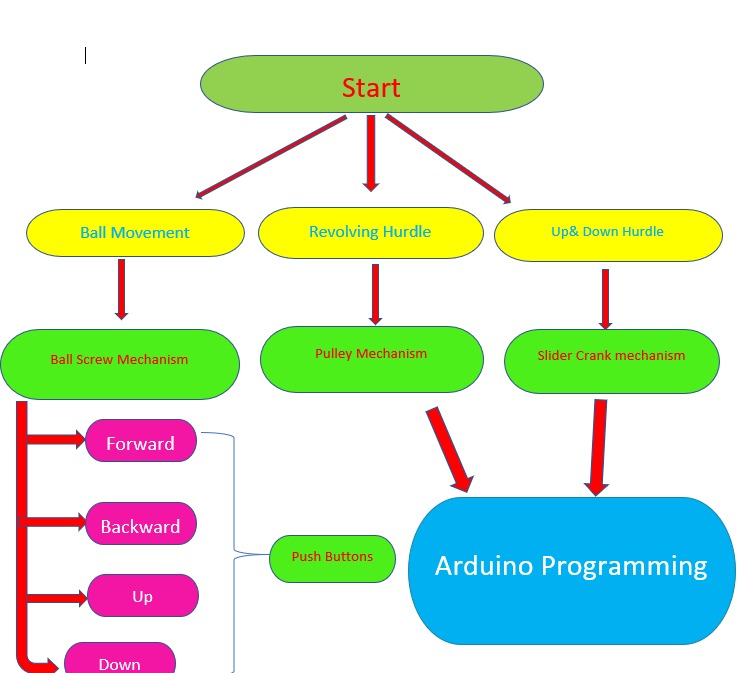 Start
Ball Movement
Revolving Hurdle
Up& Down Hurdle
Ball Screw Mechanism
Pulley Mechanism
Slider Crank mechanism
Forward
Backward
Up
Down
Push Buttons
Arduino Programming